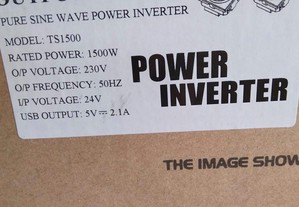 PURE SINE WAVE POWER INVERTER
MODEL: TS1500
RATED POWER: 1500W
O/P VOLTAGE: 230V
O/P FREQUENCY: 50HZ
I/P VOLTAGE: 24V
USB OUTPUT: 5V⎓2.1A
POWER
INVERTER
THE IMAGE SHOW